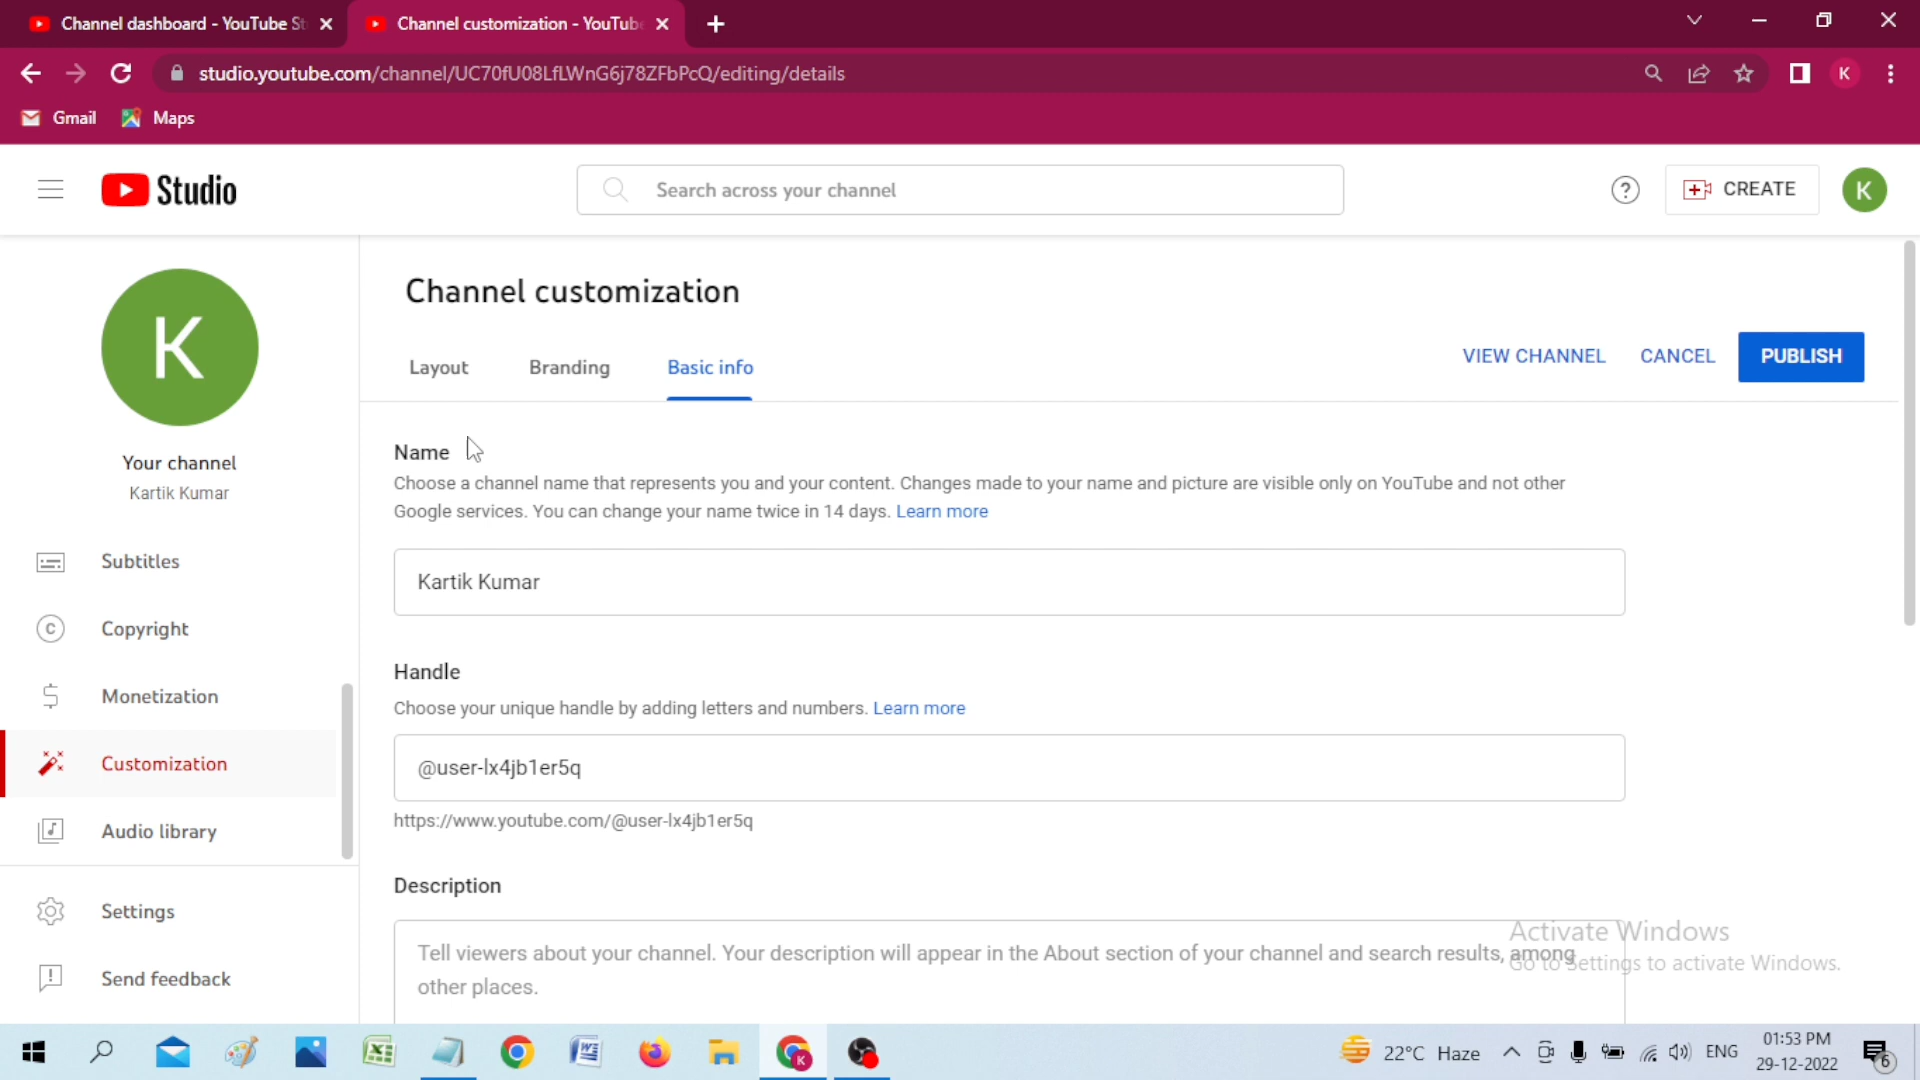 Channel dashboard - YouTube St
Channel customization - YouTube
studio.youtube.com/channel/UC70fU08LfLWnG6j78ZFbPcQ/editing/details
K
Gmail
Maps
Studio
Search across your channel
CREATE
K
K
Your channel
Kartik Kumar
Subtitles
Copyright
Monetization
Customization
Audio library
Settings
Send feedback
Channel customization
Layout
Branding
Basic info
VIEW CHANNEL
CANCEL
PUBLISH
Name
Choose a channel name that represents you and your content. Changes made to your name and picture are visible only on YouTube and not other
Google services. You can change your name twice in 14 days. Learn more
Kartik Kumar
Handle
Choose your unique handle by adding letters and numbers. Learn more
@user-lx4jb1er5q
https://www.youtube.com/@user-lx4jb1er5q
Description
Tell viewers about your channel. Your description will appear in the About section of your channel and search results, among
other places.
Activate Windows
Go to Settings to activate Windows.
22°C Haze
ENG
01:53 PM
29-12-2022
6